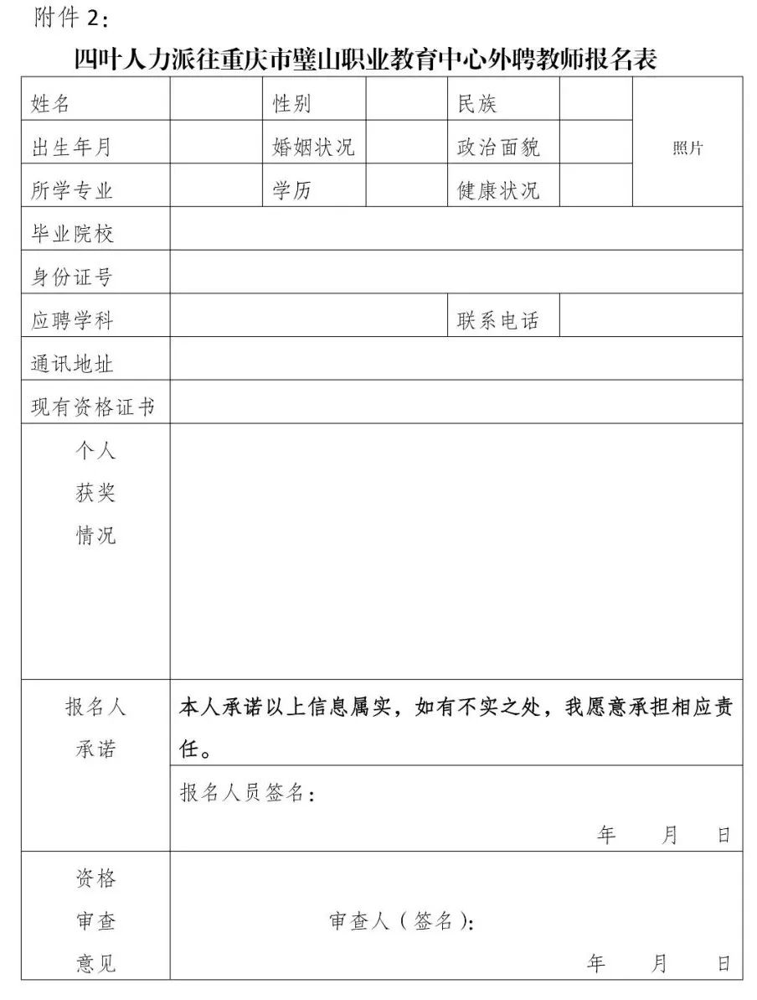 附件 2：
四叶人力派往重庆市璧山职业教育中心外聘教师报名表
姓名 性别 民族 照片
出生年月 婚姻状况 政治面貌
所学专业 学历 健康状况
毕业院校
身份证号
应聘学科 联系电话
通讯地址
现有资格证书
个人
获奖
情况
报名人
承诺
本人承诺以上信息属实，如有不实之处，我愿意承担相应责
任。
报名人员签名：
年 月 日
资格
审查
意见
审查人（签名）：
年 月 日